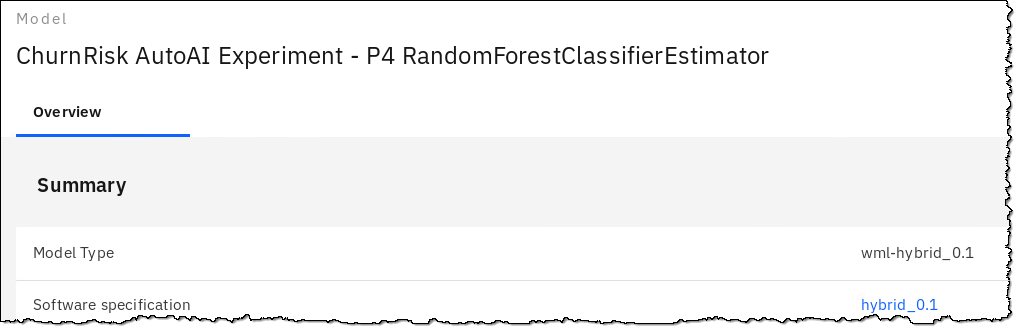 Model
ChurnRisk AutoAI Experiment - P4 RandomForestClassifierEstimator
Overview
Summary
Model Type wml-hybrid_0.1
Software specification hybrid_0.1